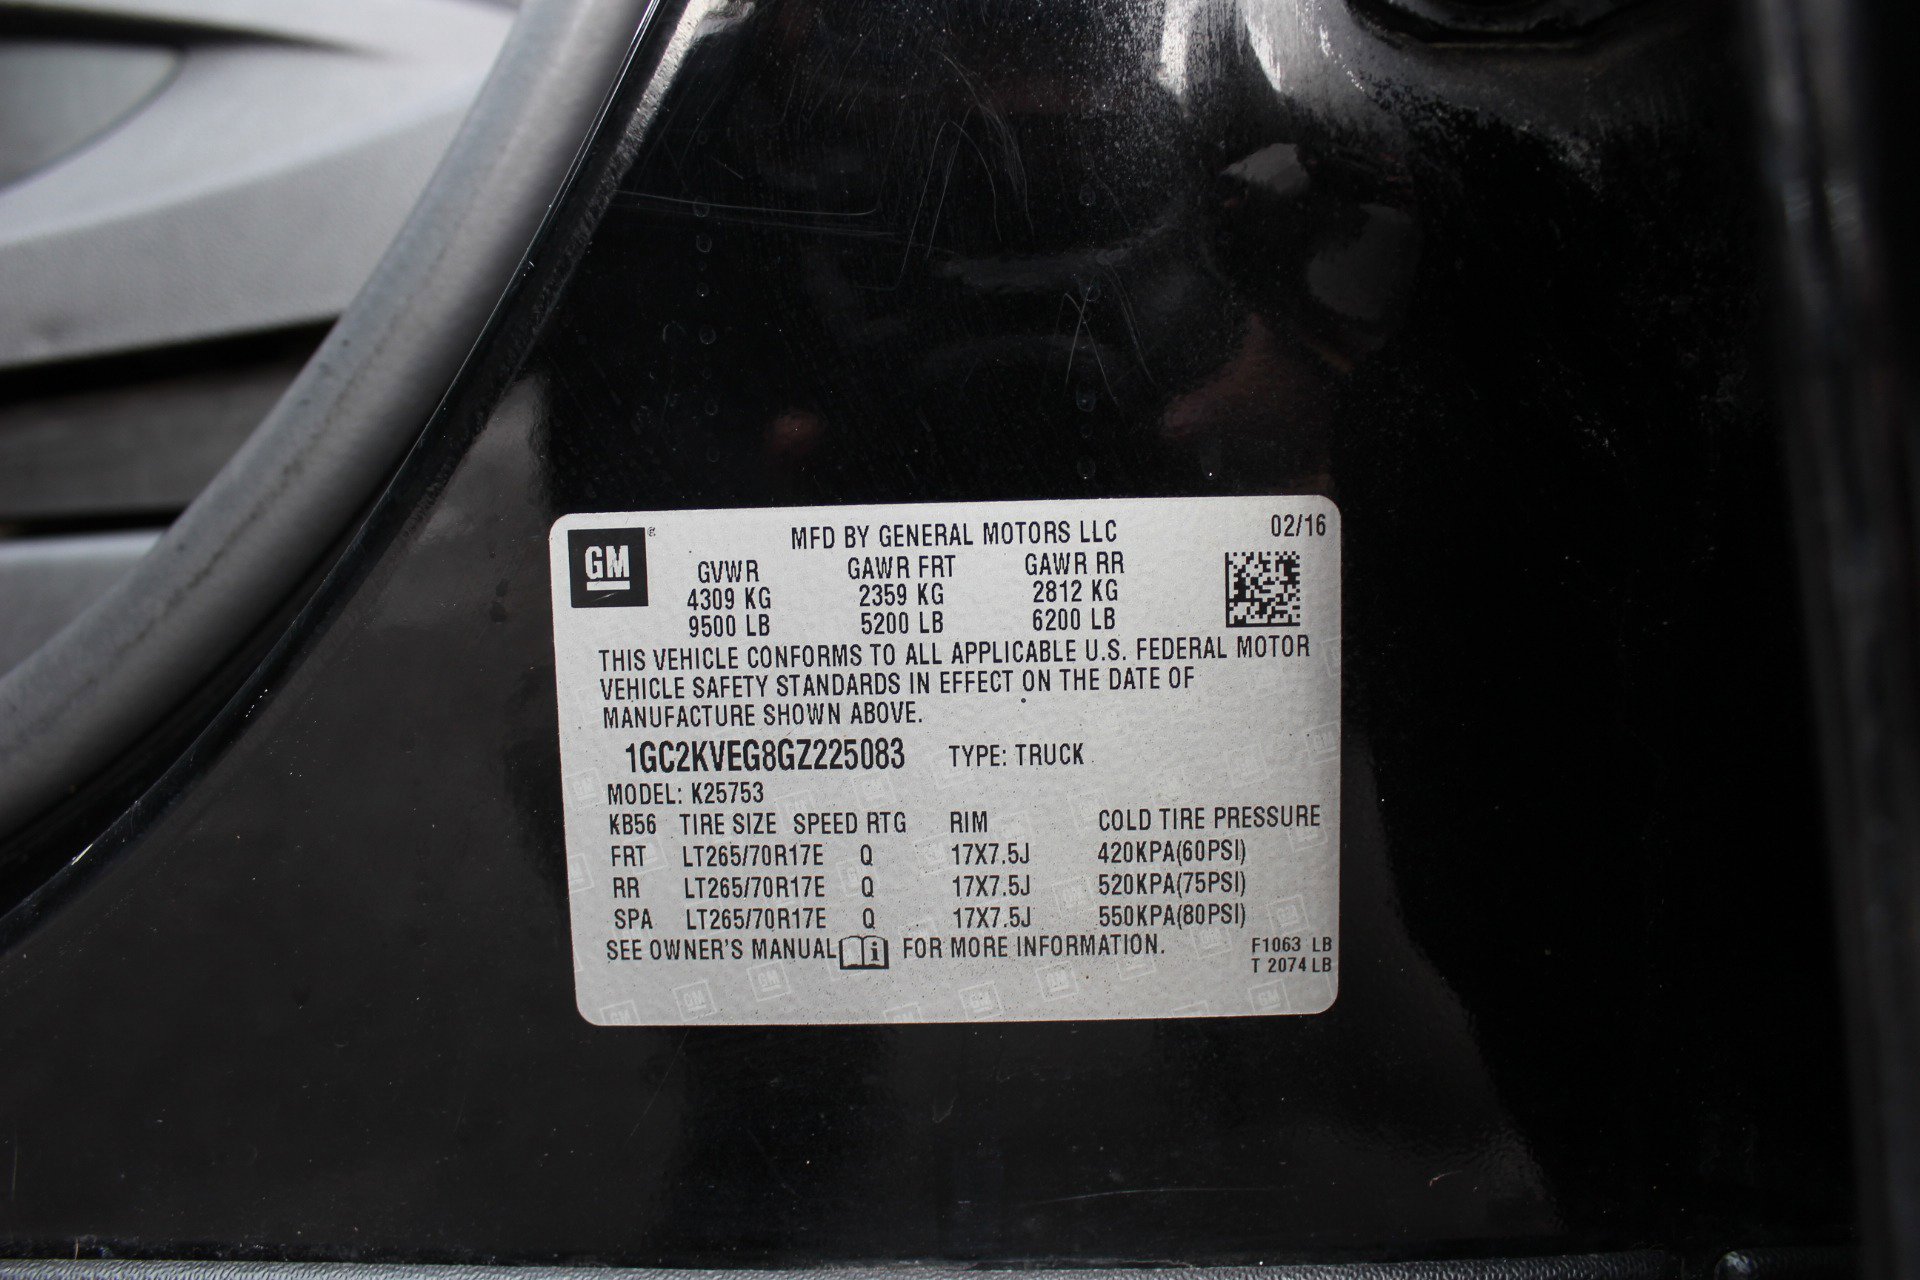 GM MFD BY GENERAL MOTORS LLC 02/16
GVWR GAWR FRT GAWR RR
4309 KG 2359 KG 2812 KG
9500 LB 5200 LB 6200 LB
THIS VEHICLE CONFORMS TO ALL APPLICABLE U.S. FEDERAL MOTOR
VEHICLE SAFETY STANDARDS IN EFFECT ON THE DATE OF
MANUFACTURE SHOWN ABOVE.
1GC2KVEG8GZ225083 TYPE: TRUCK
MODEL: K25753
KB56 TIRE SIZE SPEED RTG RIM COLD TIRE PRESSURE
FRT LT265/70R17E Q 17X7.5J 420KPA(60PSI)
RR LT265/70R17E Q 17X7.5J 520KPA(75PSI)
SPA LT265/70R17E Q 17X7.5J 550KPA(80PSI)
SEE OWNER'S MANUAL i FOR MORE INFORMATION.
F1063 LB
T 2074 LB